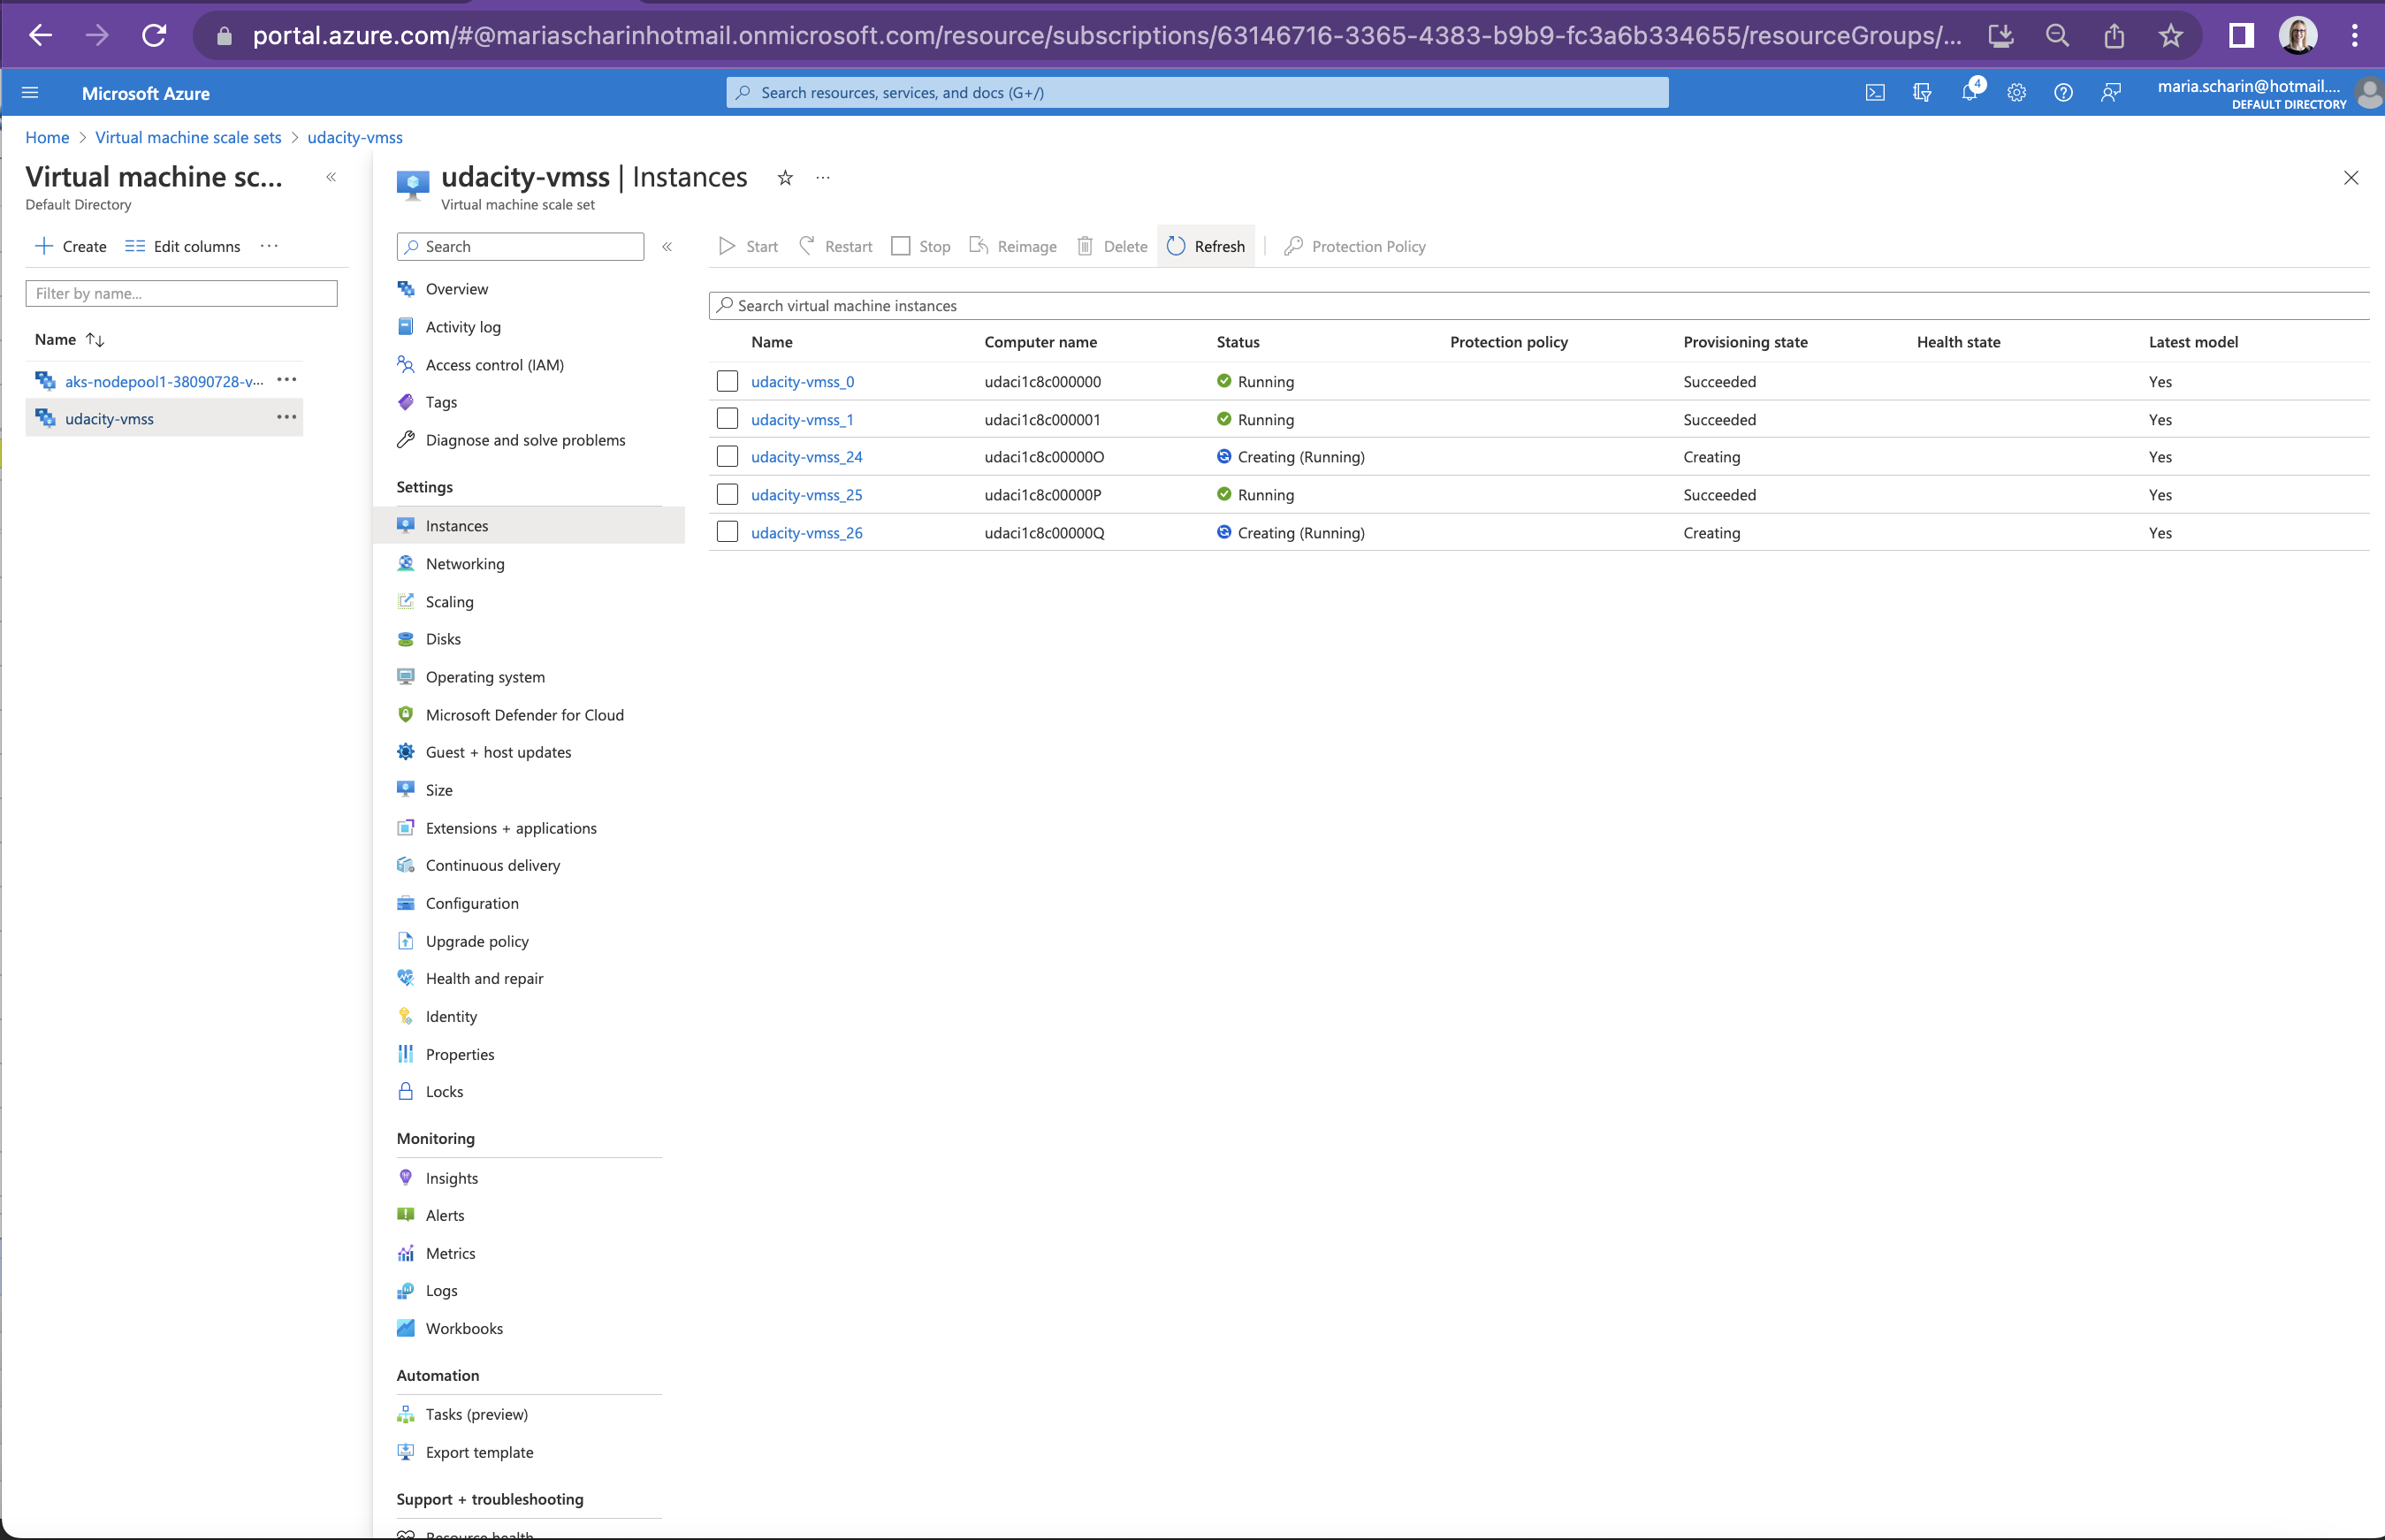 portal.azure.com/#@mariascharinhotmail.onmicrosoft.com/resource/subscriptions/63146716-3365-4383-b9b9-fc3a6b334655/resourceGroups/...
Microsoft Azure
Search resources, services, and docs (G+/)
4
maria.scharin@hotmail....
DEFAULT DIRECTORY
Home > Virtual machine scale sets > udacity-vmss
Virtual machine sc...
Default Directory
Create
Edit columns
Filter by name...
Name
aks-nodepool1-38090728-v...
udacity-vmss
udacity-vmss | Instances
Virtual machine scale set
Search
Overview
Activity log
Access control (IAM)
Tags
Diagnose and solve problems
Settings
Instances
Networking
Scaling
Disks
Operating system
Microsoft Defender for Cloud
Guest + host updates
Size
Extensions + applications
Continuous delivery
Configuration
Upgrade policy
Health and repair
Identity
Properties
Locks
Monitoring
Insights
Alerts
Metrics
Logs
Workbooks
Automation
Tasks (preview)
Export template
Support + troubleshooting
Resource health
Start Restart Stop Reimage Delete Refresh Protection Policy
Search virtual machine instances
Name Computer name Status Protection policy Provisioning state Health state Latest model
udacity-vmss_0 udaci1c8c000000 Running Succeeded Yes
udacity-vmss_1 udaci1c8c000001 Running Succeeded Yes
udacity-vmss_24 udaci1c8c00000O Creating (Running) Creating Yes
udacity-vmss_25 udaci1c8c00000P Running Succeeded Yes
udacity-vmss_26 udaci1c8c00000Q Creating (Running) Creating Yes